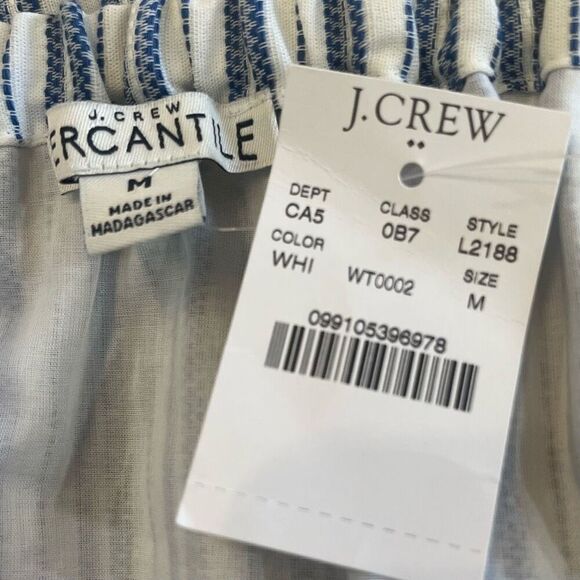 J. CREW
ERCANTILE
M
MADE IN
MADAGASCAR
J.CREW
DEPT CLASS STYLE
CA5 0B7 L2188
COLOR SIZE
WHI WT0002 M
099105396978